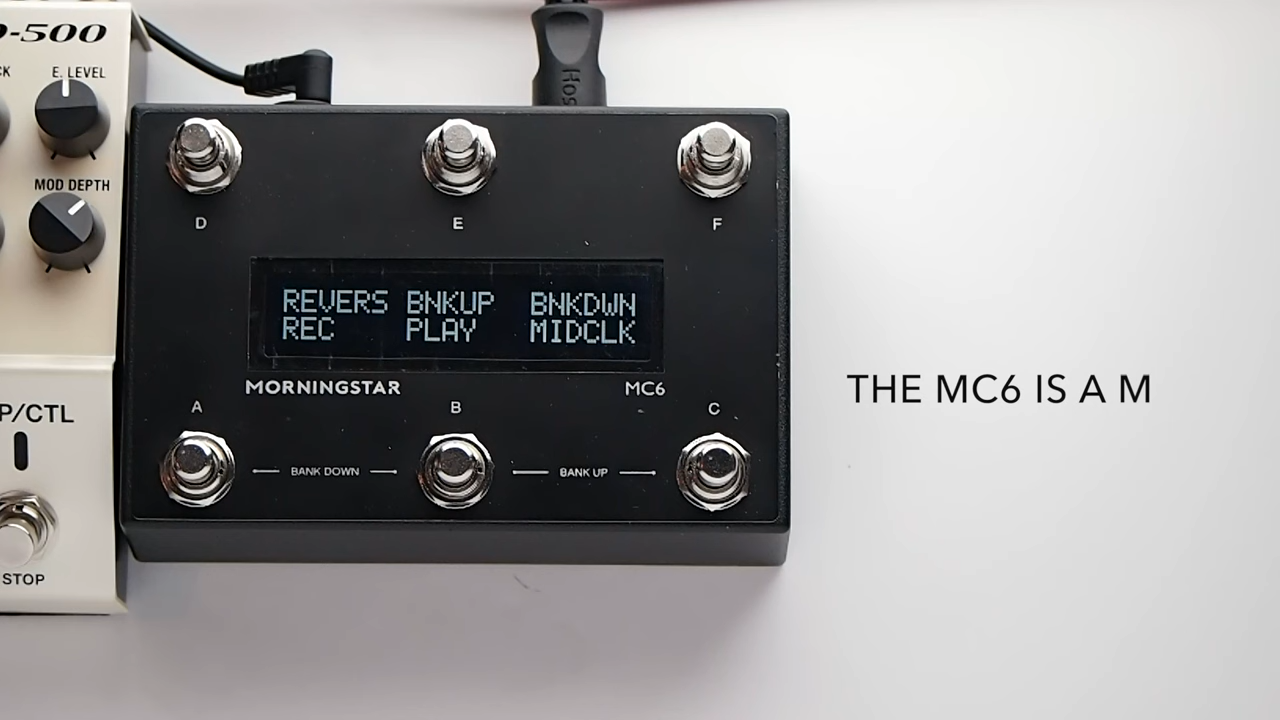 -500
E. LEVEL
MOD DEPTH
P/CTL
STOP
D E F
REVERS BNKUP BNKDWN
REC PLAY MIDCLK
MORNINGSTAR MC6
A B C
BANK DOWN BANK UP
THE MC6 IS A M